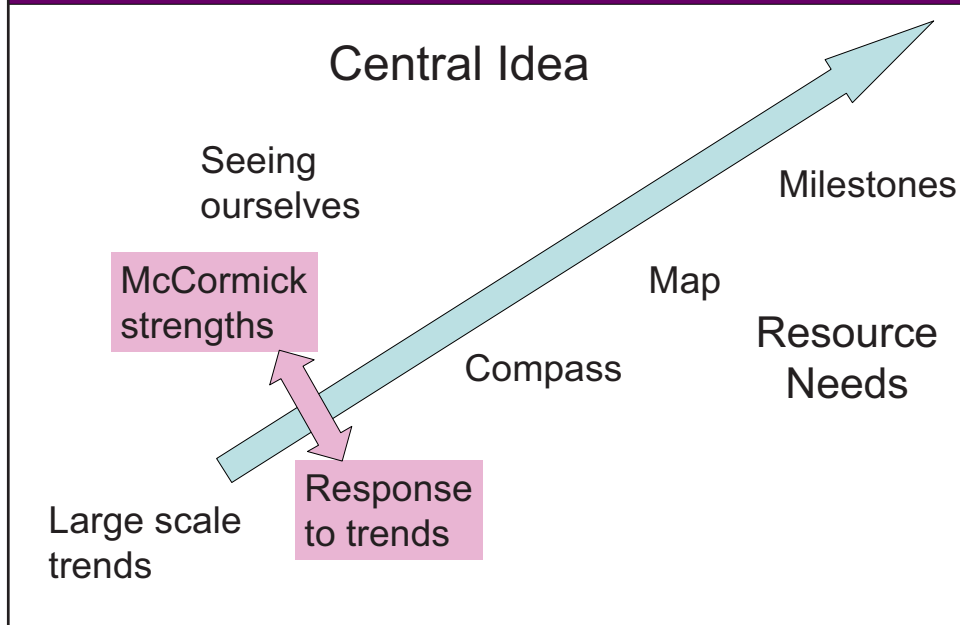 Central Idea
Seeing
ourselves
Milestones
McCormick
strengths
Map
Resource
Needs
Compass
Response
to trends
Large scale
trends